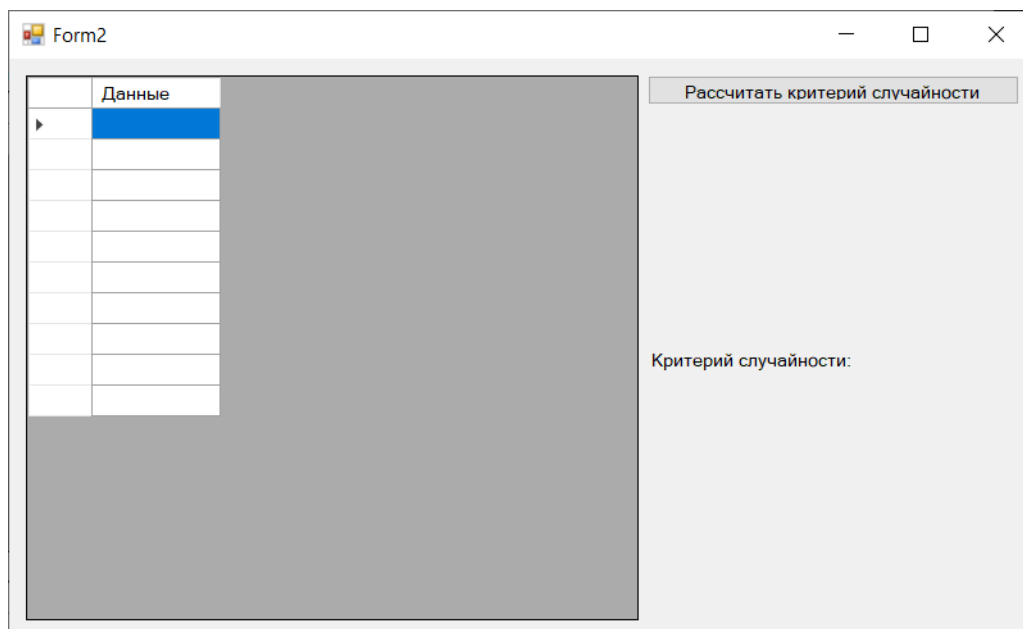 Form2
Данные
Рассчитать критерий случайности
Критерий случайности: